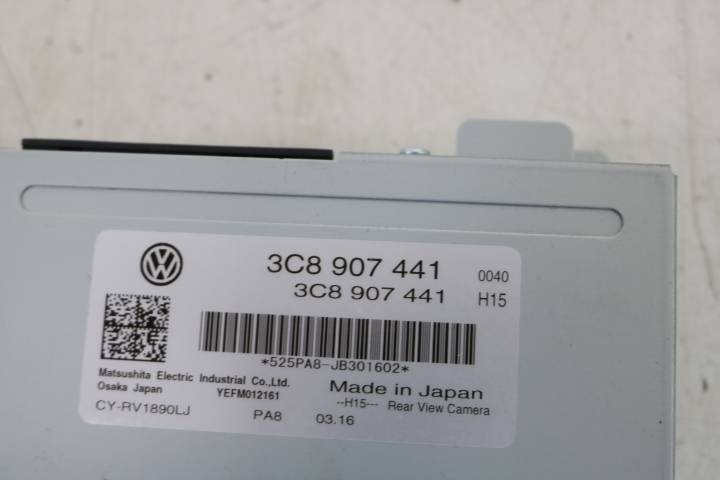 VW
3C8 907 441 0040
3C8 907 441 H15
*525PA8-JB301602*
Matsushita Electric Industrial Co.,Ltd.
Osaka Japan YEFM012161
Made in Japan
--H15--- Rear View Camera
CY-RV1890LJ PA8 03.16